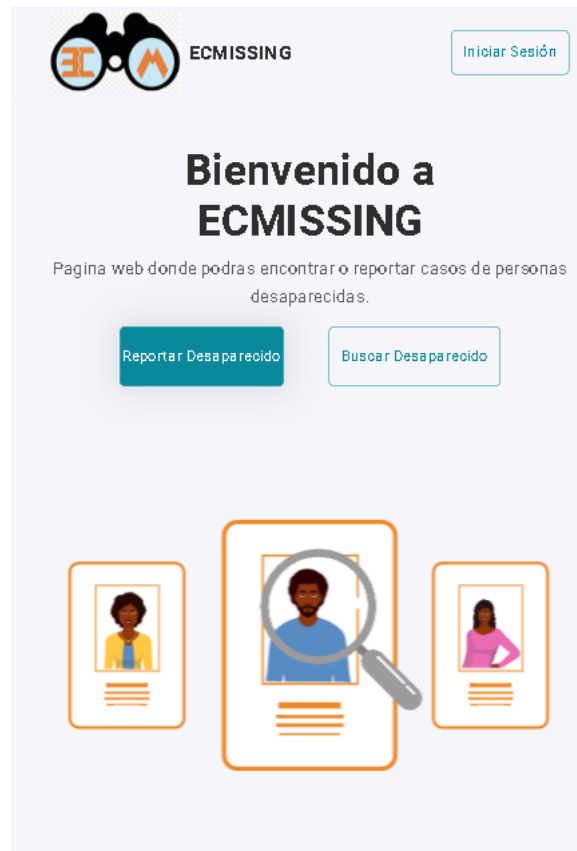 ECMISSING
Iniciar Sesión
Bienvenido a
ECMISSING
Pagina web donde podras encontrar o reportar casos de personas
desaparecidas.
Reportar Desaparecido
Buscar Desaparecido